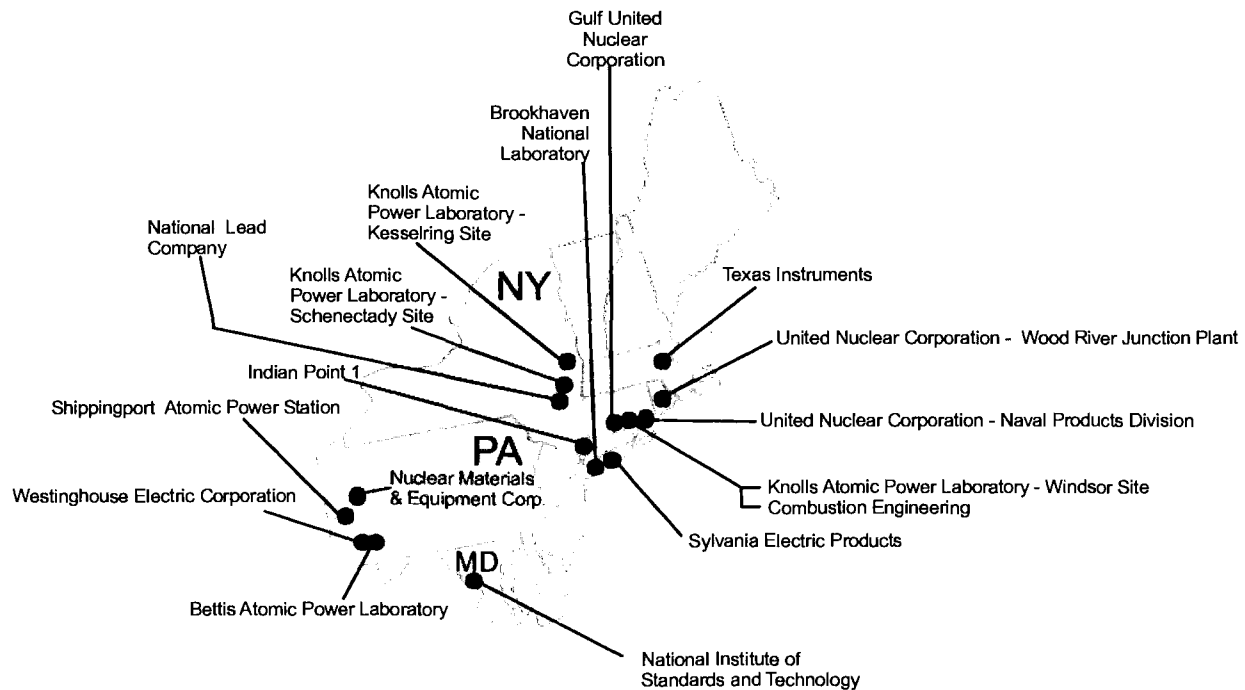 Gulf United
Nuclear
Corporation
Brookhaven
National
Laboratory
Knolls Atomic
Power Laboratory -
Kesselring Site
National Lead
Company
Knolls Atomic
Power Laboratory -
Schenectady Site
NY
Texas Instruments
United Nuclear Corporation - Wood River Junction Plant
Indian Point 1
Shippingport Atomic Power Station
United Nuclear Corporation - Naval Products Division
PA
Nuclear Materials
& Equipment Corp.
Westinghouse Electric Corporation
Knolls Atomic Power Laboratory - Windsor Site
Combustion Engineering
Sylvania Electric Products
MD
Bettis Atomic Power Laboratory
National Institute of
Standards and Technology